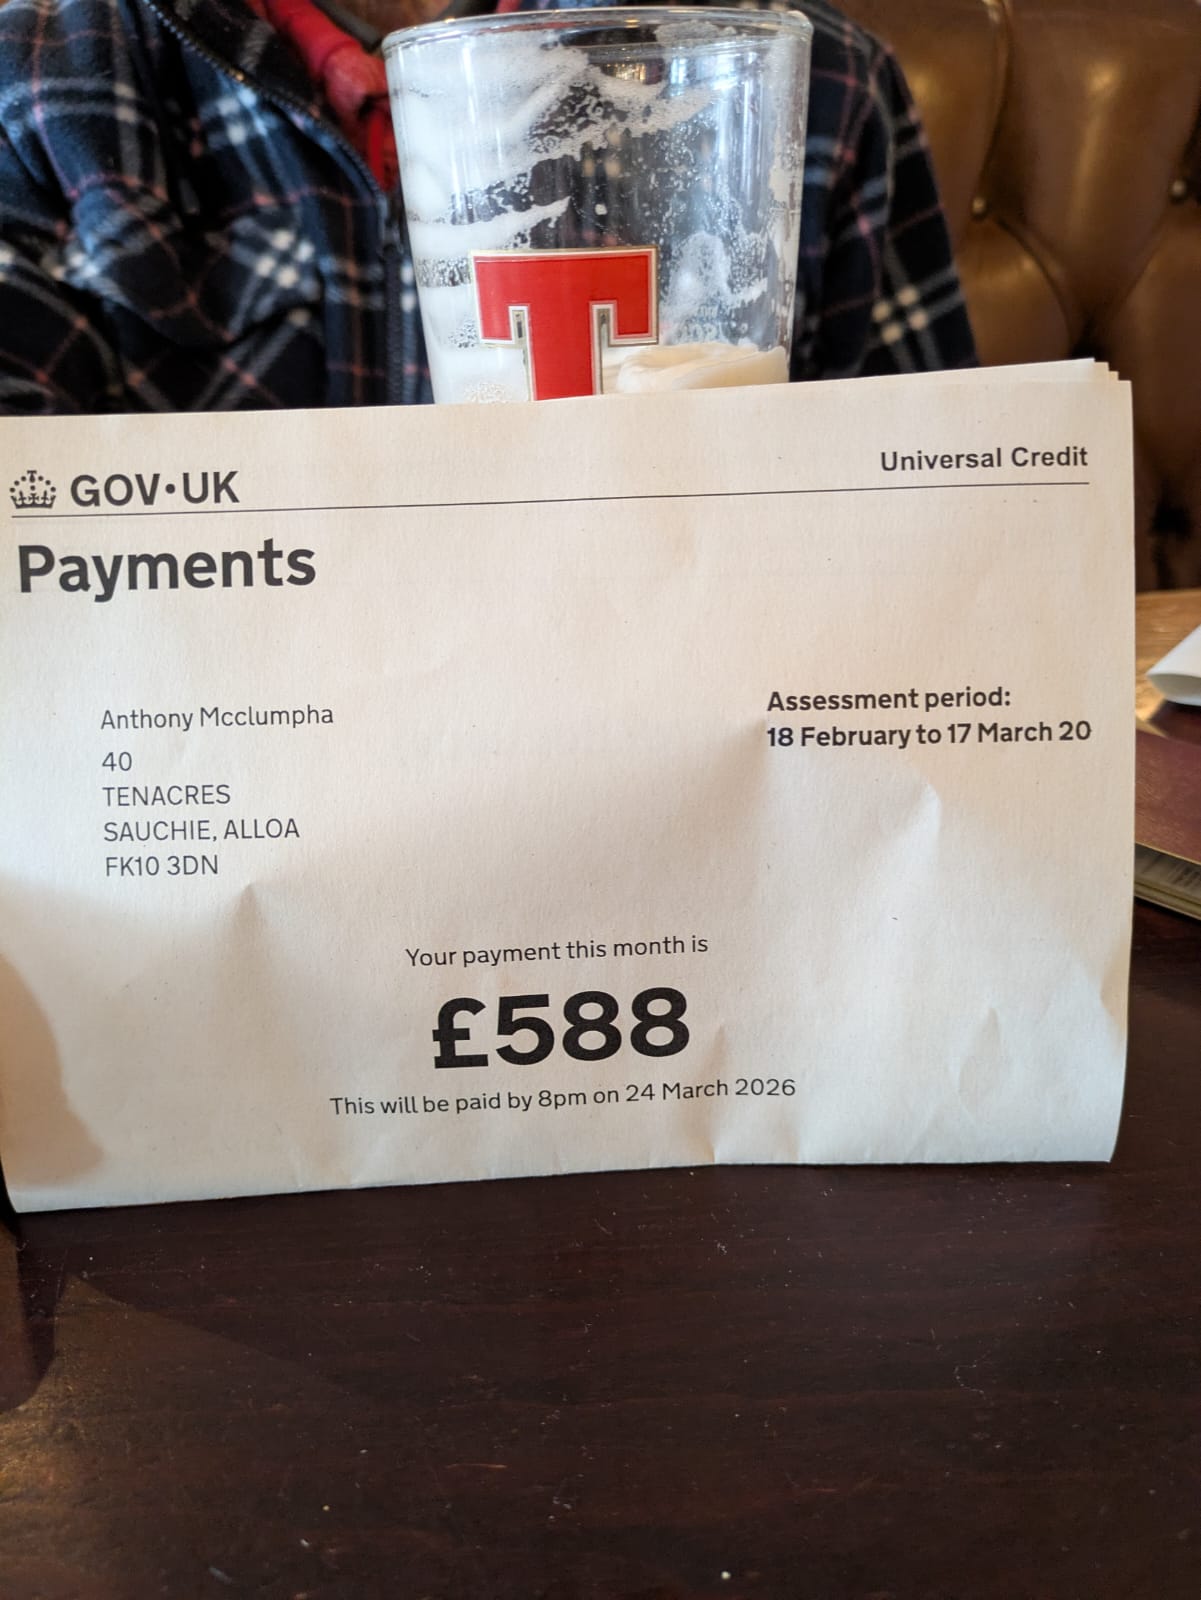 T
GOV•UK
Universal Credit
Payments
Anthony Mcclumpha
40
TENACRES
SAUCHIE, ALLOA
FK10 3DN
Assessment period:
18 February to 17 March 20
Your payment this month is
£588
This will be paid by 8pm on 24 March 2026